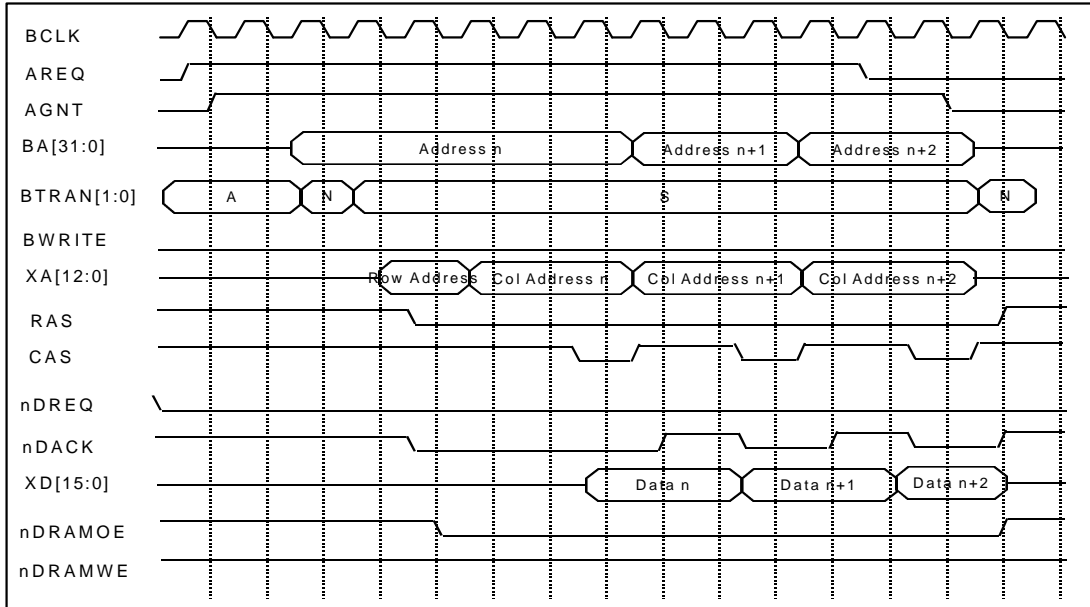 BCLK
AREQ
AGNT
BA[31:0] Address n Address n+1 Address n+2
BTRAN[1:0] A N S N
BWRITE
XA[12:0] Row Address Col Address n Col Address n+1 Col Address n+2
RAS
CAS
nDREQ
nDACK
XD[15:0] Data n Data n+1 Data n+2
nDRAMOE
nDRAMWE